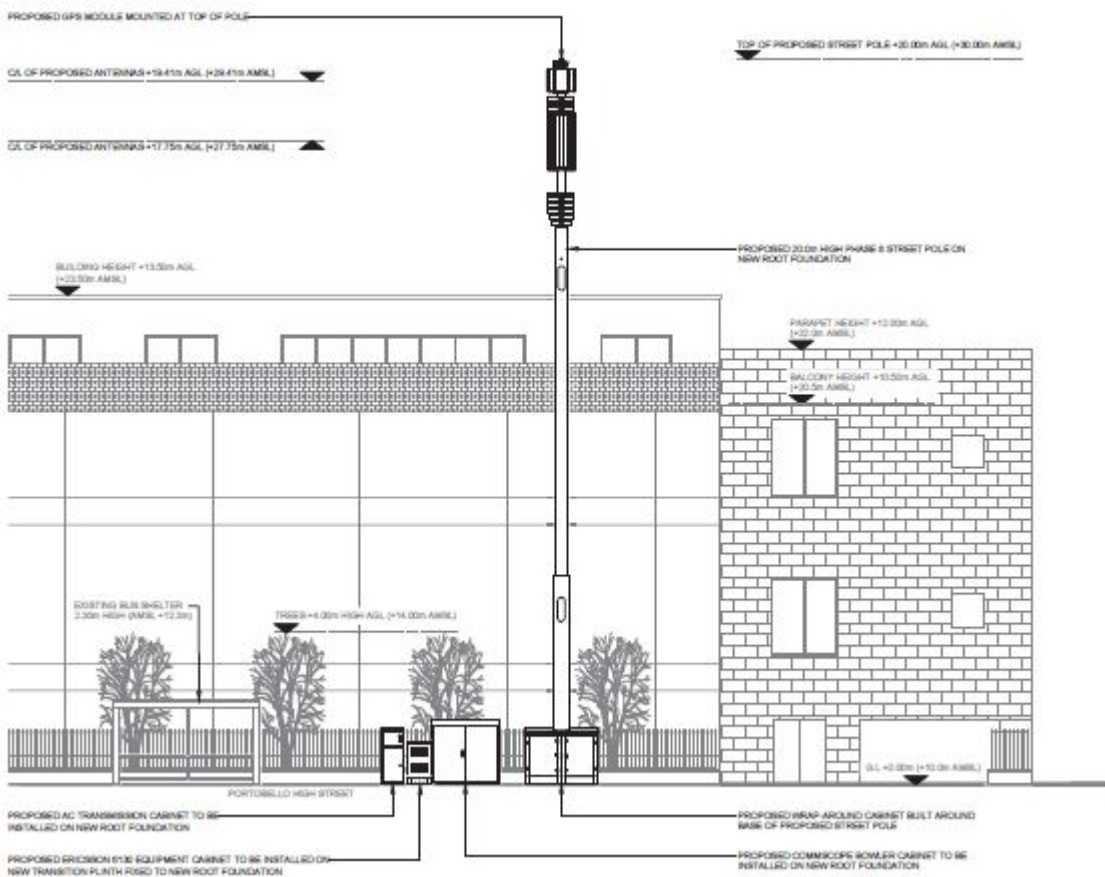 PROPOSED GPS MODULE MOUNTED AT TOP OF POLE
TOP OF PROPOSED STREET POLE +20.00m AGL (+30.00m AMSL)
C/L OF PROPOSED ANTENNAS +19.41m AGL (+29.41m AMSL)
C/L OF PROPOSED ANTENNAS +17.75m AGL (+27.75m AMSL)
PROPOSED 20.0m HIGH PHASE 8 STREET POLE ON
NEW ROOT FOUNDATION
BUILDING HEIGHT +13.50m AGL
(+23.50m AMSL)
PARAPET HEIGHT +12.00m AGL
(+22.0m AMSL)
BALCONY HEIGHT +10.50m AGL
(+20.5m AMSL)
EXISTING BUS SHELTER
HIGH (AMSL
TREES +4.00m HIGH AGL (+14.00m AMSL)
G.L +0.00m (+10.0m AMSL)
PORTOBELLO HIGH STREET
PROPOSED AC TRANSMISSION CABINET TO BE
INSTALLED ON NEW ROOT FOUNDATION
PROPOSED WRAP-AROUND CABINET BUILT AROUND
BASE OF PROPOSED STREET POLE
PROPOSED ERICSSON 6130 EQUIPMENT CABINET TO BE INSTALLED ON
NEW TRANSITION PLINTH FIXED TO NEW ROOT FOUNDATION
PROPOSED COMMSCOPE BOWLER CABINET TO BE
INSTALLED ON NEW ROOT FOUNDATION